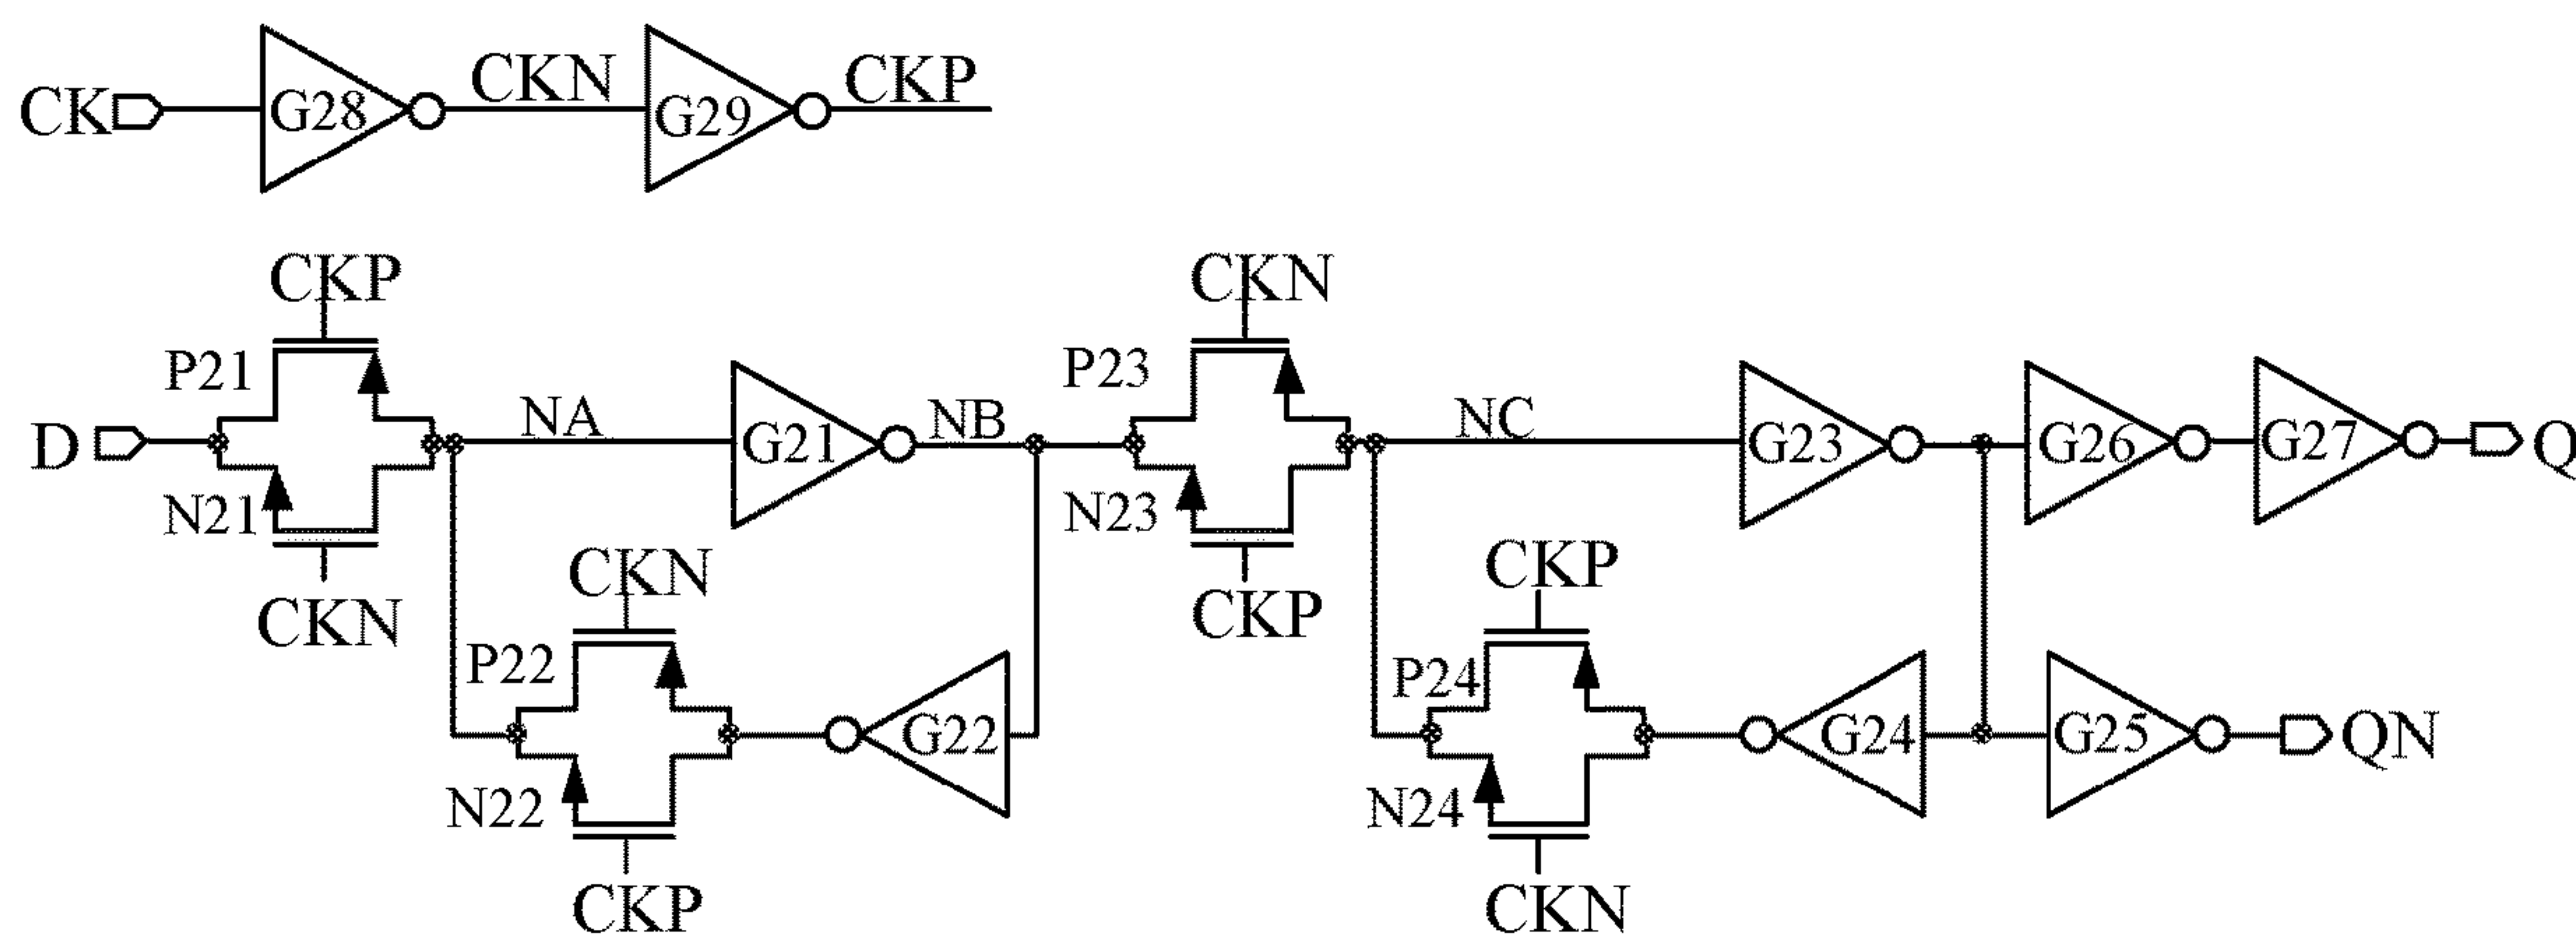 CK G28 CKN G29 CKP
CKP CKN
P21 P23
D NA G21 NB NC G23 G26 G27 Q
N21 N23
CKN CKN CKP CKP
P22 P24
G22 G24 G25 QN
N22 N24
CKP CKN